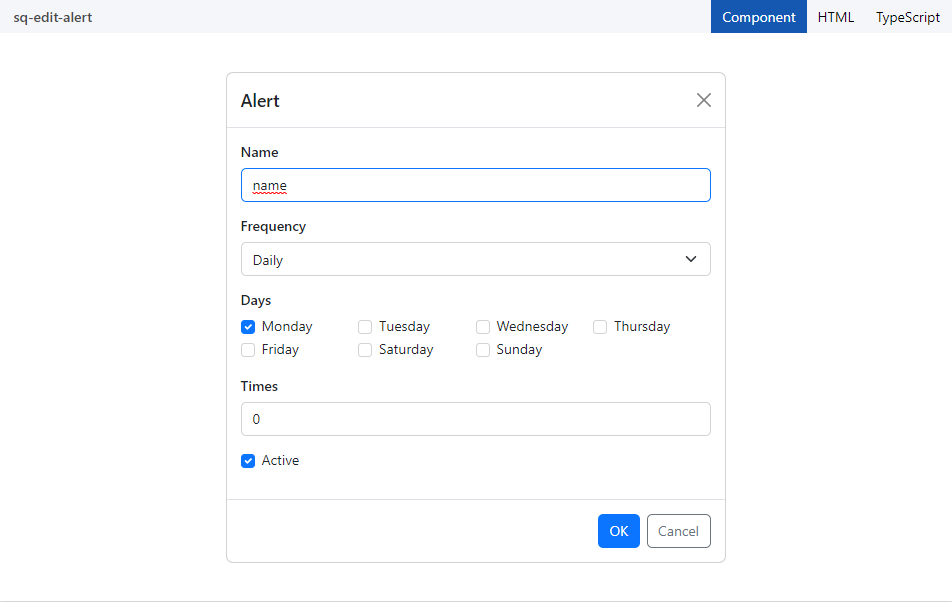 sq-edit-alert Component HTML TypeScript
Alert
Name
name
Frequency
Daily
Days
Monday Tuesday Wednesday Thursday
Friday Saturday Sunday
Times
0
Active
OK Cancel